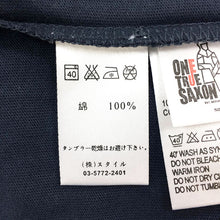 40
綿 100%
タンブラー乾燥はお避け下さい
(株)スタイル
03-5772-2401
ONE
TRUE
SAXON
40
40° WASH AS SYN
DO NOT BLEACH
WARM IRON
DO NOT DRY C
DO NOT TUMBL